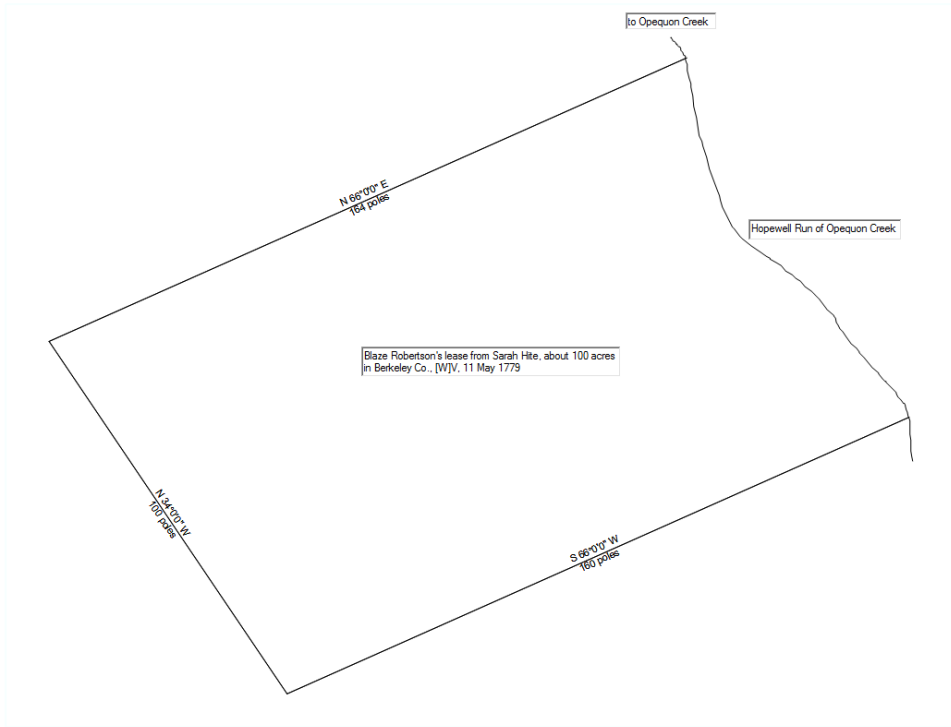 to Opequon Creek
N 66°0'0" E
164 poles
Hopewell Run of Opequon Creek
Blaze Robertson's lease from Sarah Hite, about 100 acres
in Berkeley Co., [W]V, 11 May 1779
N 34°0'0" W
100 poles
S 66°0'0" W
160 poles